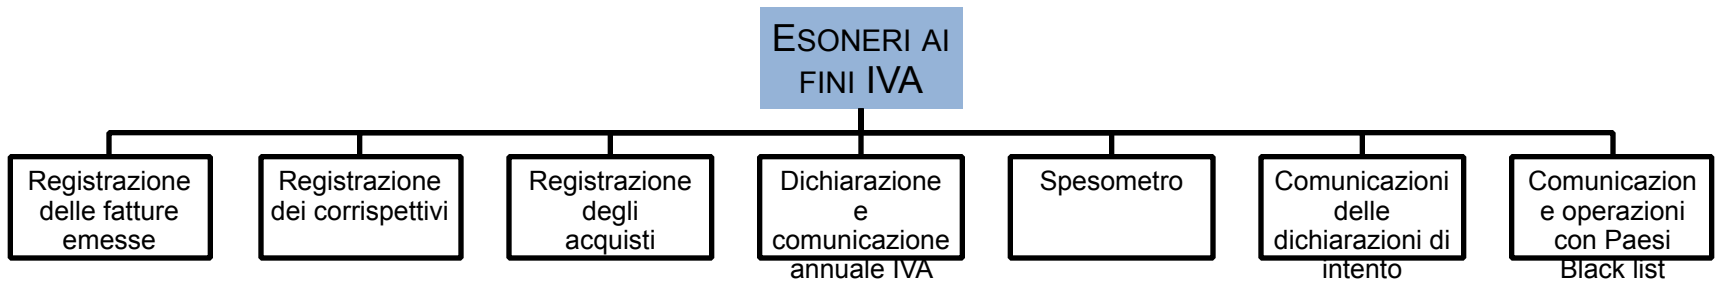 ESONERI AI
FINI IVA
Registrazione
delle fatture
emesse
Registrazione
dei corrispettivi
Registrazione
degli
acquisti
Dichiarazione
e
comunicazione
annuale IVA
Spesometro
Comunicazioni
delle
dichiarazioni di
intento
Comunicazion
e operazioni
con Paesi
Black list